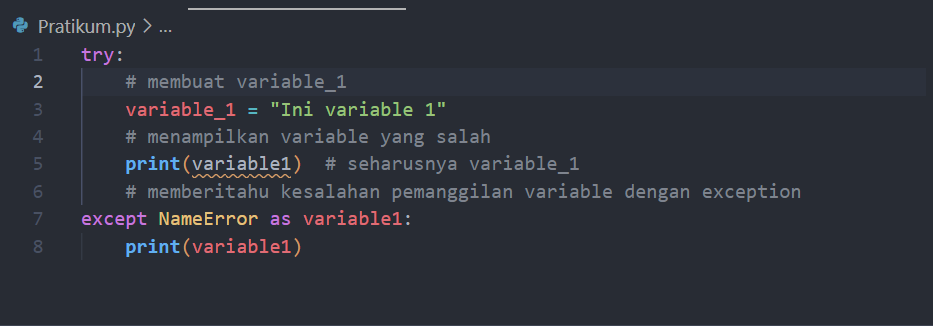 Pratikum.py > ...
1 try:
2     # membuat variable_1
3     variable_1 = "Ini variable 1"
4     # menampilkan variable yang salah
5     print(variable1)  # seharusnya variable_1
6     # memberitahu kesalahan pemanggilan variable dengan exception
7 except NameError as variable1:
8     print(variable1)